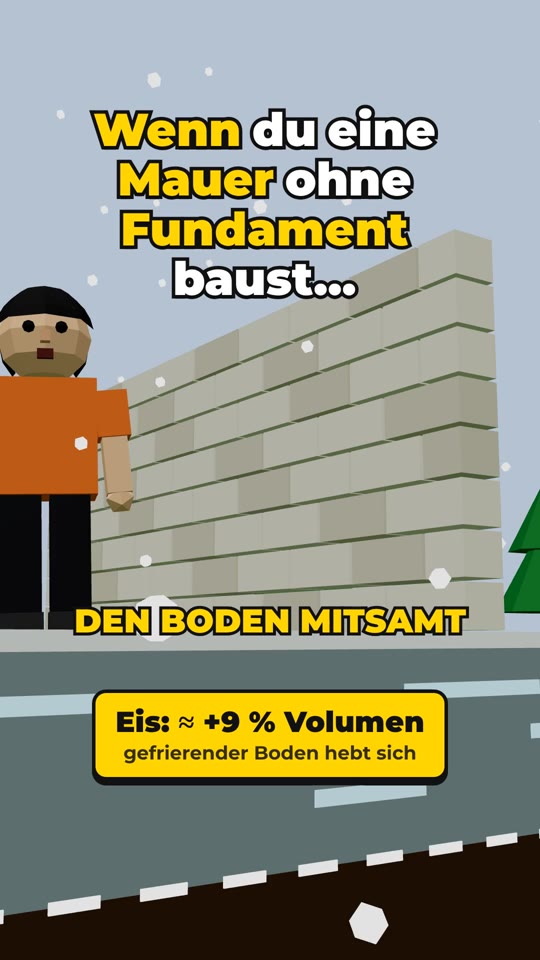 Wenn du eine
Mauer ohne
Fundament
baust...
DEN BODEN MITSAMT
Eis: ≈ +9 % Volumen
gefrierender Boden hebt sich